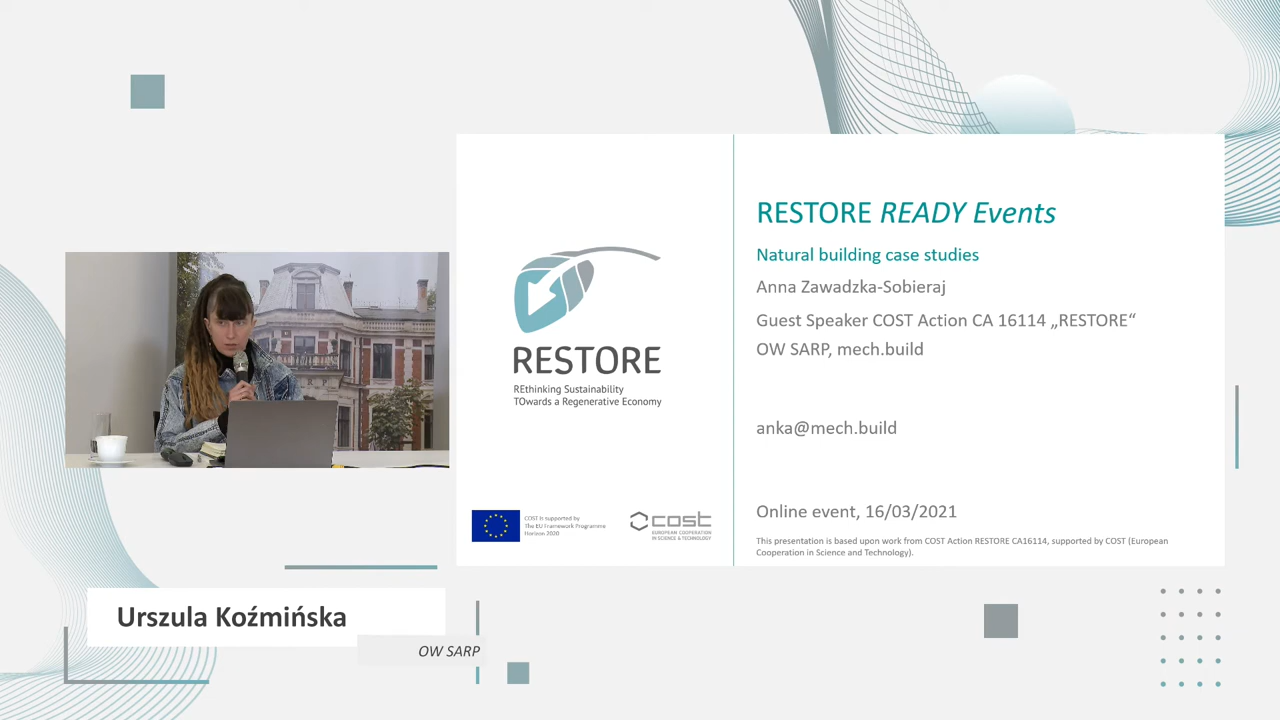 RESTORE READY Events
Natural building case studies
Anna Zawadzka-Sobieraj
Guest Speaker COST Action CA 16114 „RESTORE“
OW SARP, mech.build
anka@mech.build
Online event, 16/03/2021
This presentation is based upon work from COST Action RESTORE CA16114, supported by COST (European
Cooperation in Science and Technology).
RESTORE
REthinking Sustainability
TOwards a Regenerative Economy
COST is supported by
The EU Framework Programme
Horizon 2020
cost
EUROPEAN COOPERATION
IN SCIENCE & TECHNOLOGY
Urszula Koźmińska
OW SARP